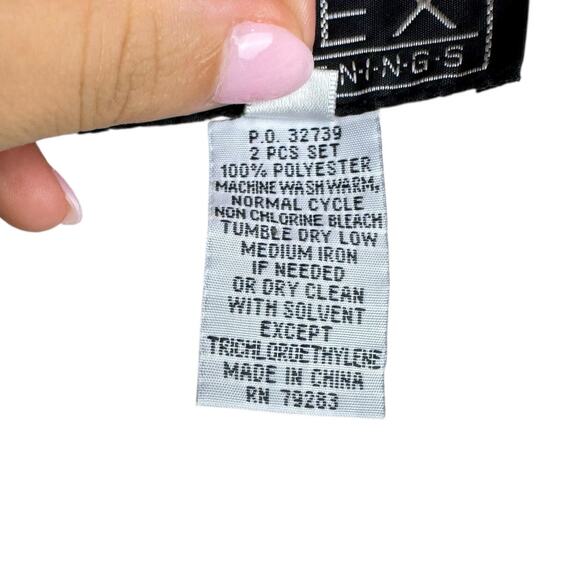 E X
N·I·N·G·S
P.O. 32739
2 PCS SET
100% POLYESTER
MACHINE WASH WARM,
NORMAL CYCLE
NON CHLORINE BLEACH
TUMBLE DRY LOW
MEDIUM IRON
IF NEEDED
OR DRY CLEAN
WITH SOLVENT
EXCEPT
TRICHLOROETHYLENE
MADE IN CHINA
RN 79283